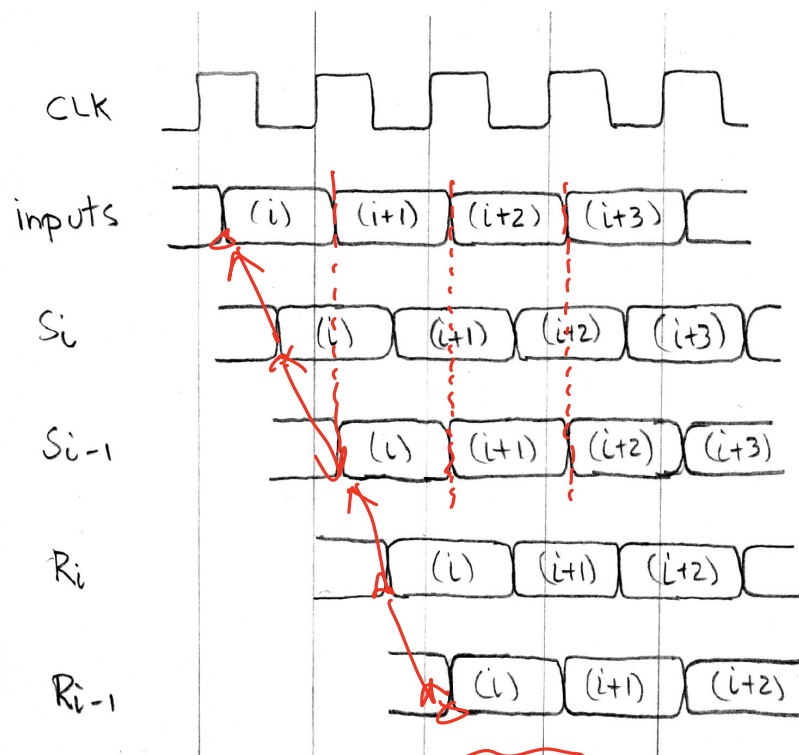 CLK
inputs (i) (i+1) (i+2) (i+3)
Si (i) (i+1) (i+2) (i+3)
Si-1 (i) (i+1) (i+2) (i+3)
Ri (i) (i+1) (i+2)
Ri-1 (i) (i+1) (i+2)